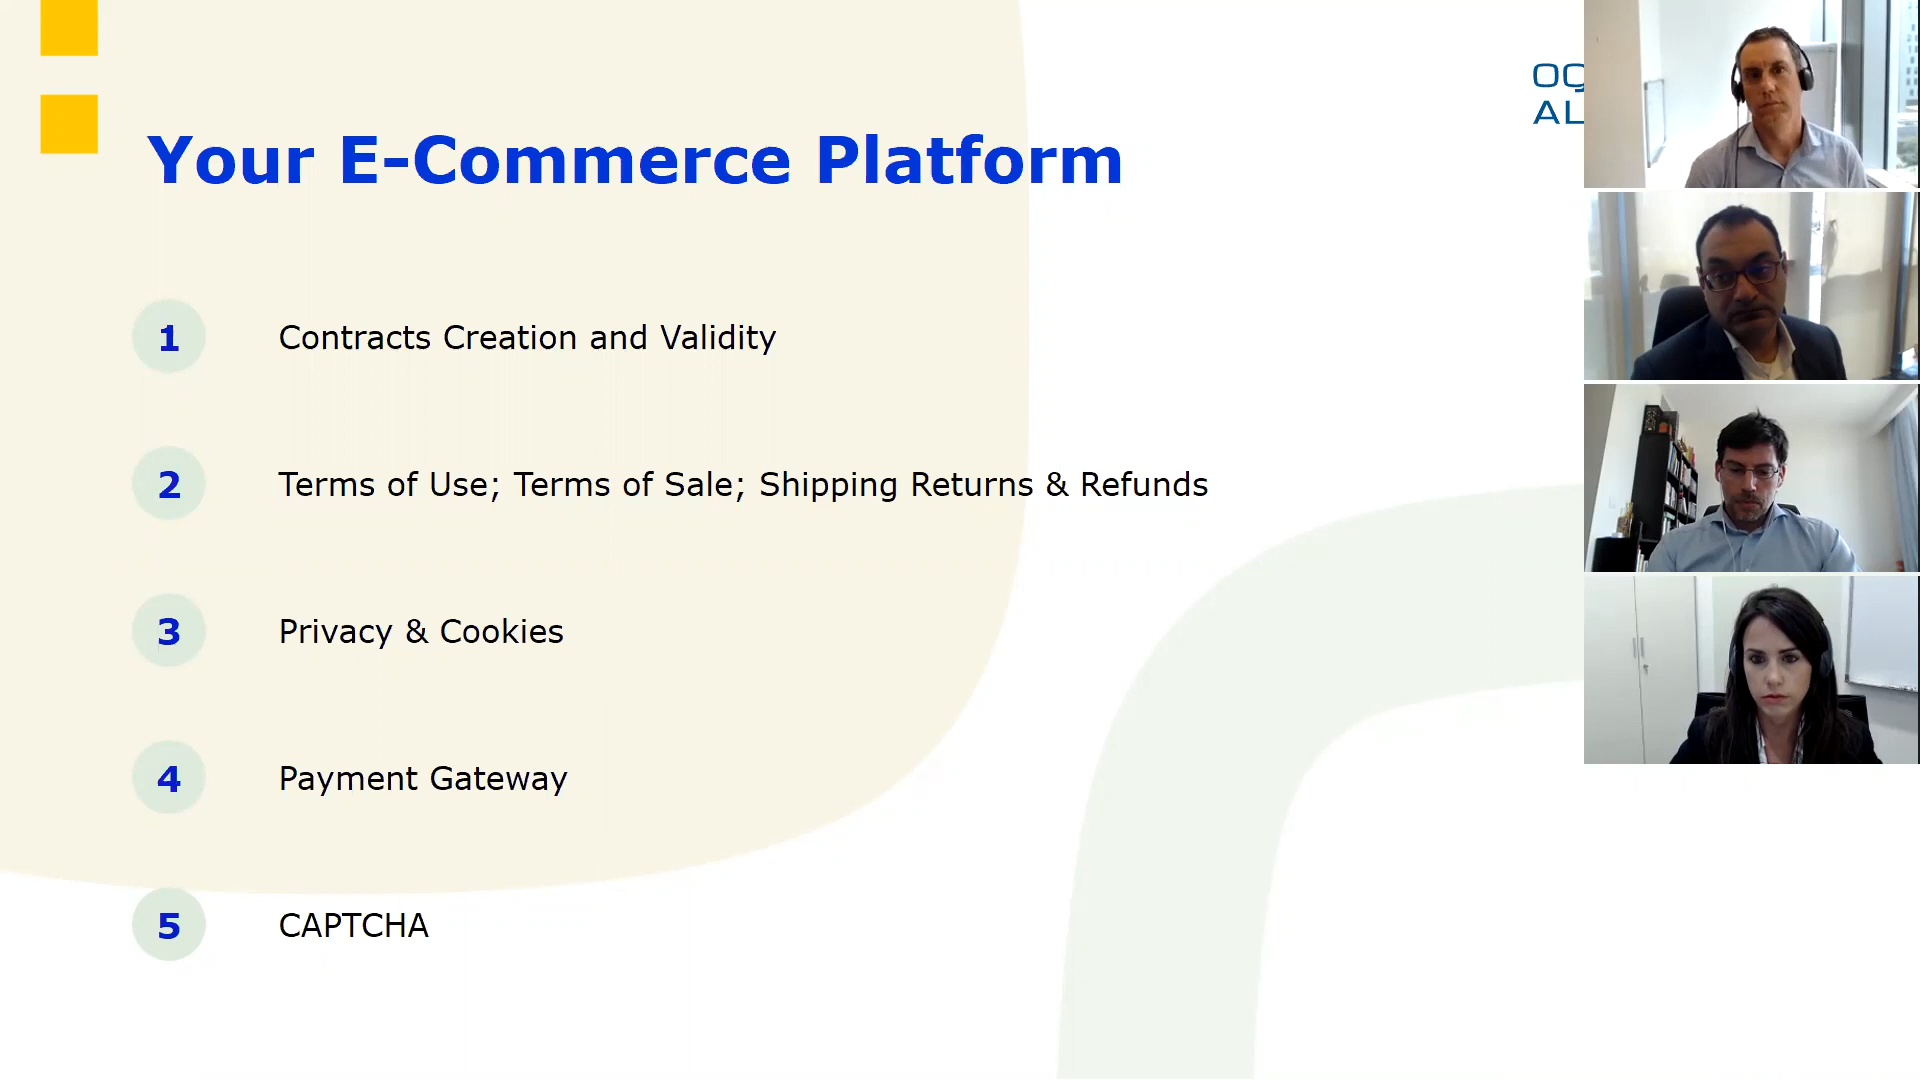 Your E-Commerce Platform
1 Contracts Creation and Validity
2 Terms of Use; Terms of Sale; Shipping Returns & Refunds
3 Privacy & Cookies
4 Payment Gateway
5 CAPTCHA